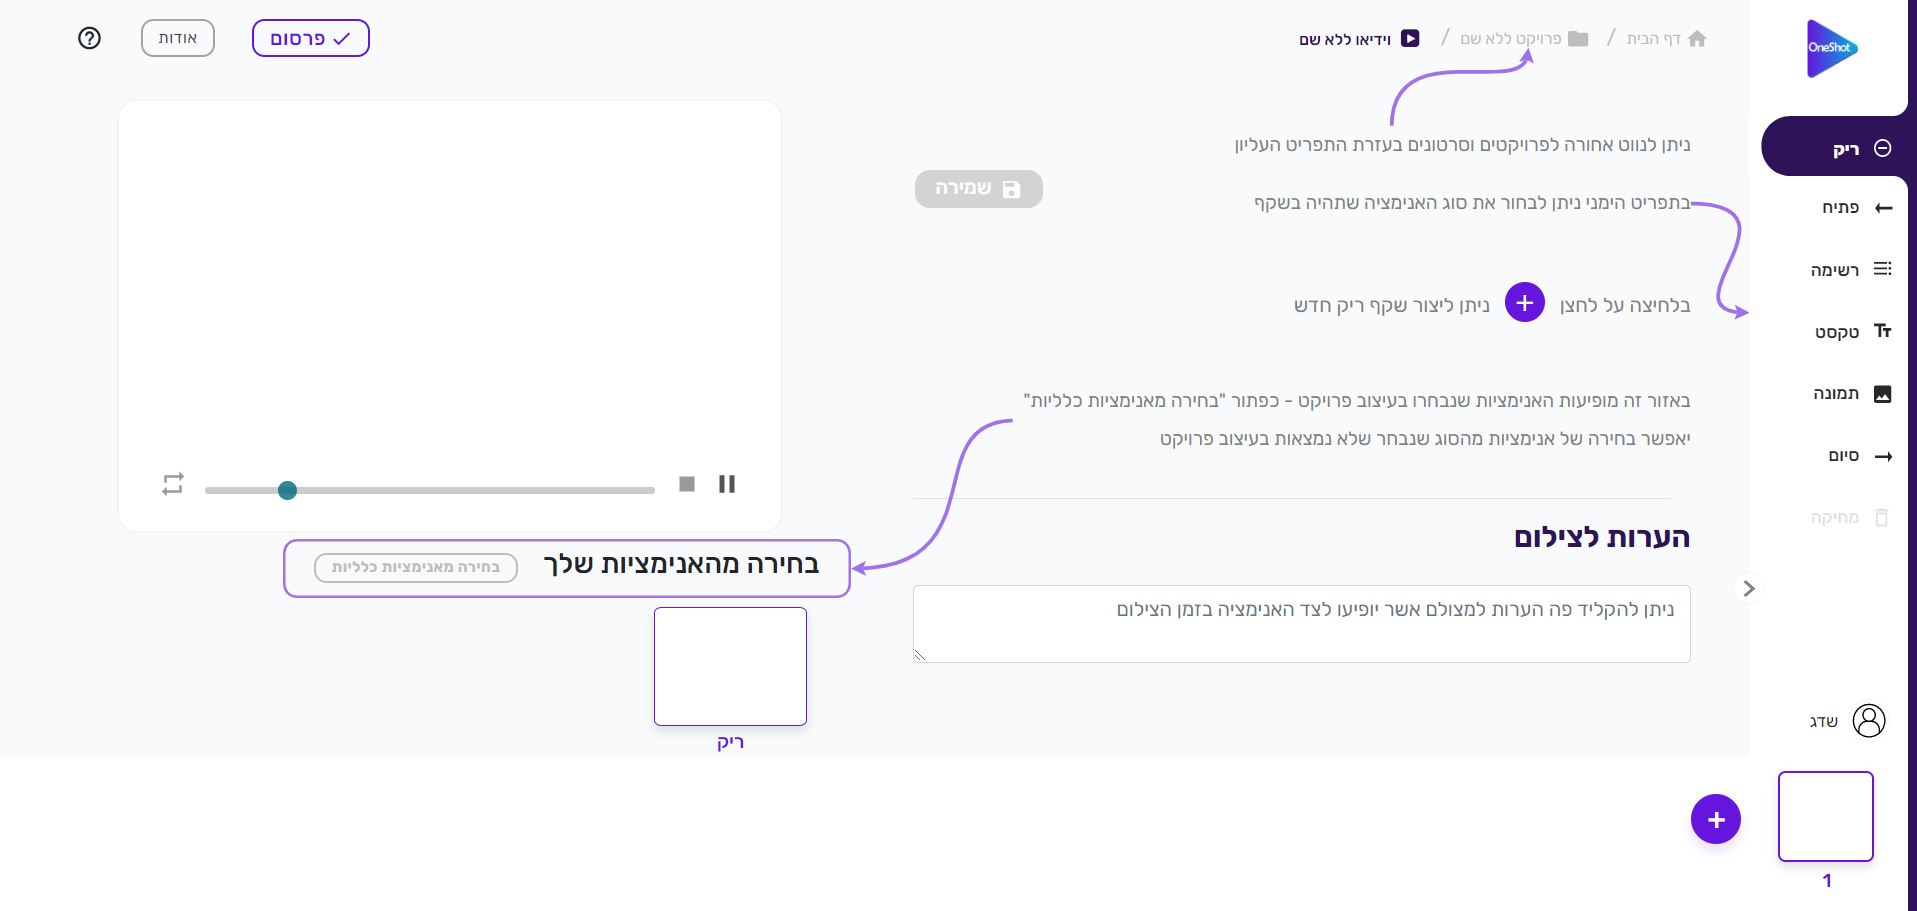 OneShot
דף הבית / פרויקט ללא שם / וידיאו ללא שם
פרסום
אודות
ריק
פתיח
רשימה
טקסט
תמונה
סיום
מחיקה
שדג
ניתן לנווט אחורה לפרויקטים וסרטונים בעזרת התפריט העליון
בתפריט הימני ניתן לבחור את סוג האנימציה שתהיה בשקף
שמירה
בלחיצה על לחצן + ניתן ליצור שקף ריק חדש
באזור זה מופיעות האנימציות שנבחרו בעיצוב פרויקט - כפתור "בחירה מאנימציות כלליות"
יאפשר בחירה של אנימציות מהסוג שנבחר שלא נמצאות בעיצוב פרויקט
הערות לצילום
ניתן להקליד פה הערות למצולם אשר יופיעו לצד האנימציה בזמן הצילום
בחירה מהאנימציות שלך
בחירה מאנימציות כלליות
ריק
1
+